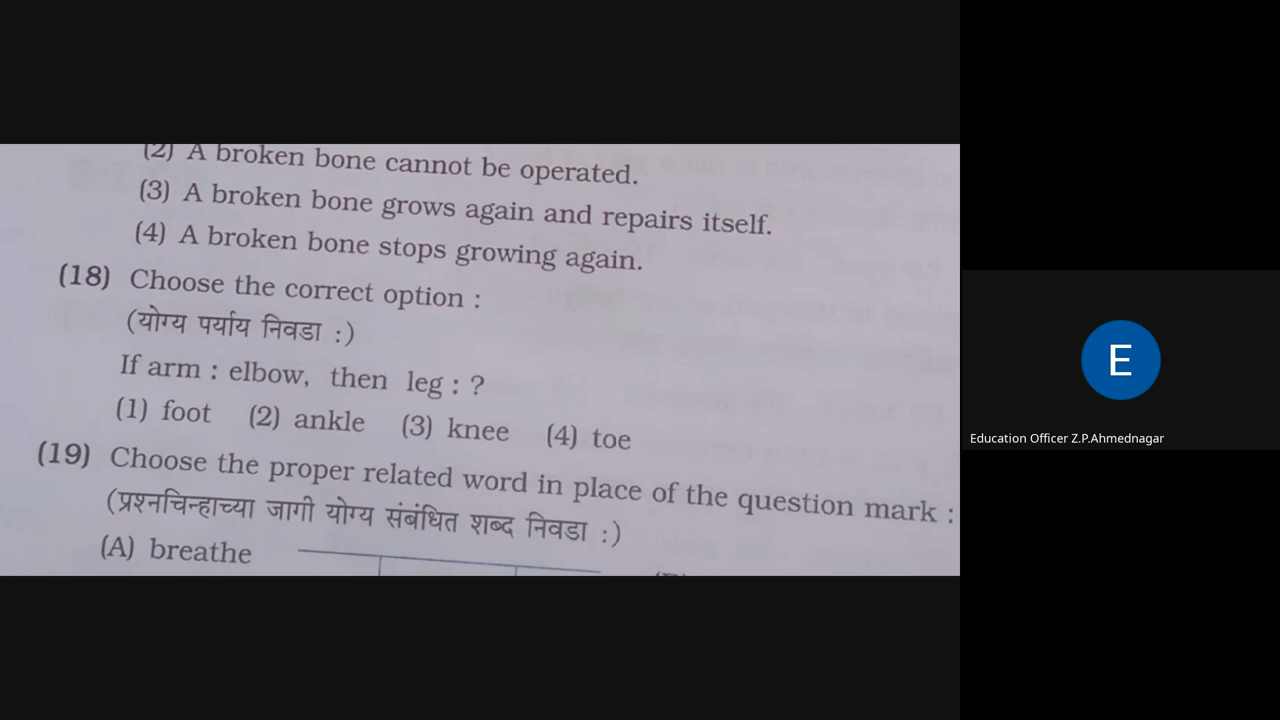 (2) A broken bone cannot be operated.
(3) A broken bone grows again and repairs itself.
(4) A broken bone stops growing again.
(18) Choose the correct option :
(योग्य पर्याय निवडा :)
If arm : elbow, then leg : ?
(1) foot (2) ankle (3) knee (4) toe
(19) Choose the proper related word in place of the question mark :
(प्रश्नचिन्हाच्या जागी योग्य संबंधित शब्द निवडा :)
(A) breathe
E
Education Officer Z.P.Ahmednagar